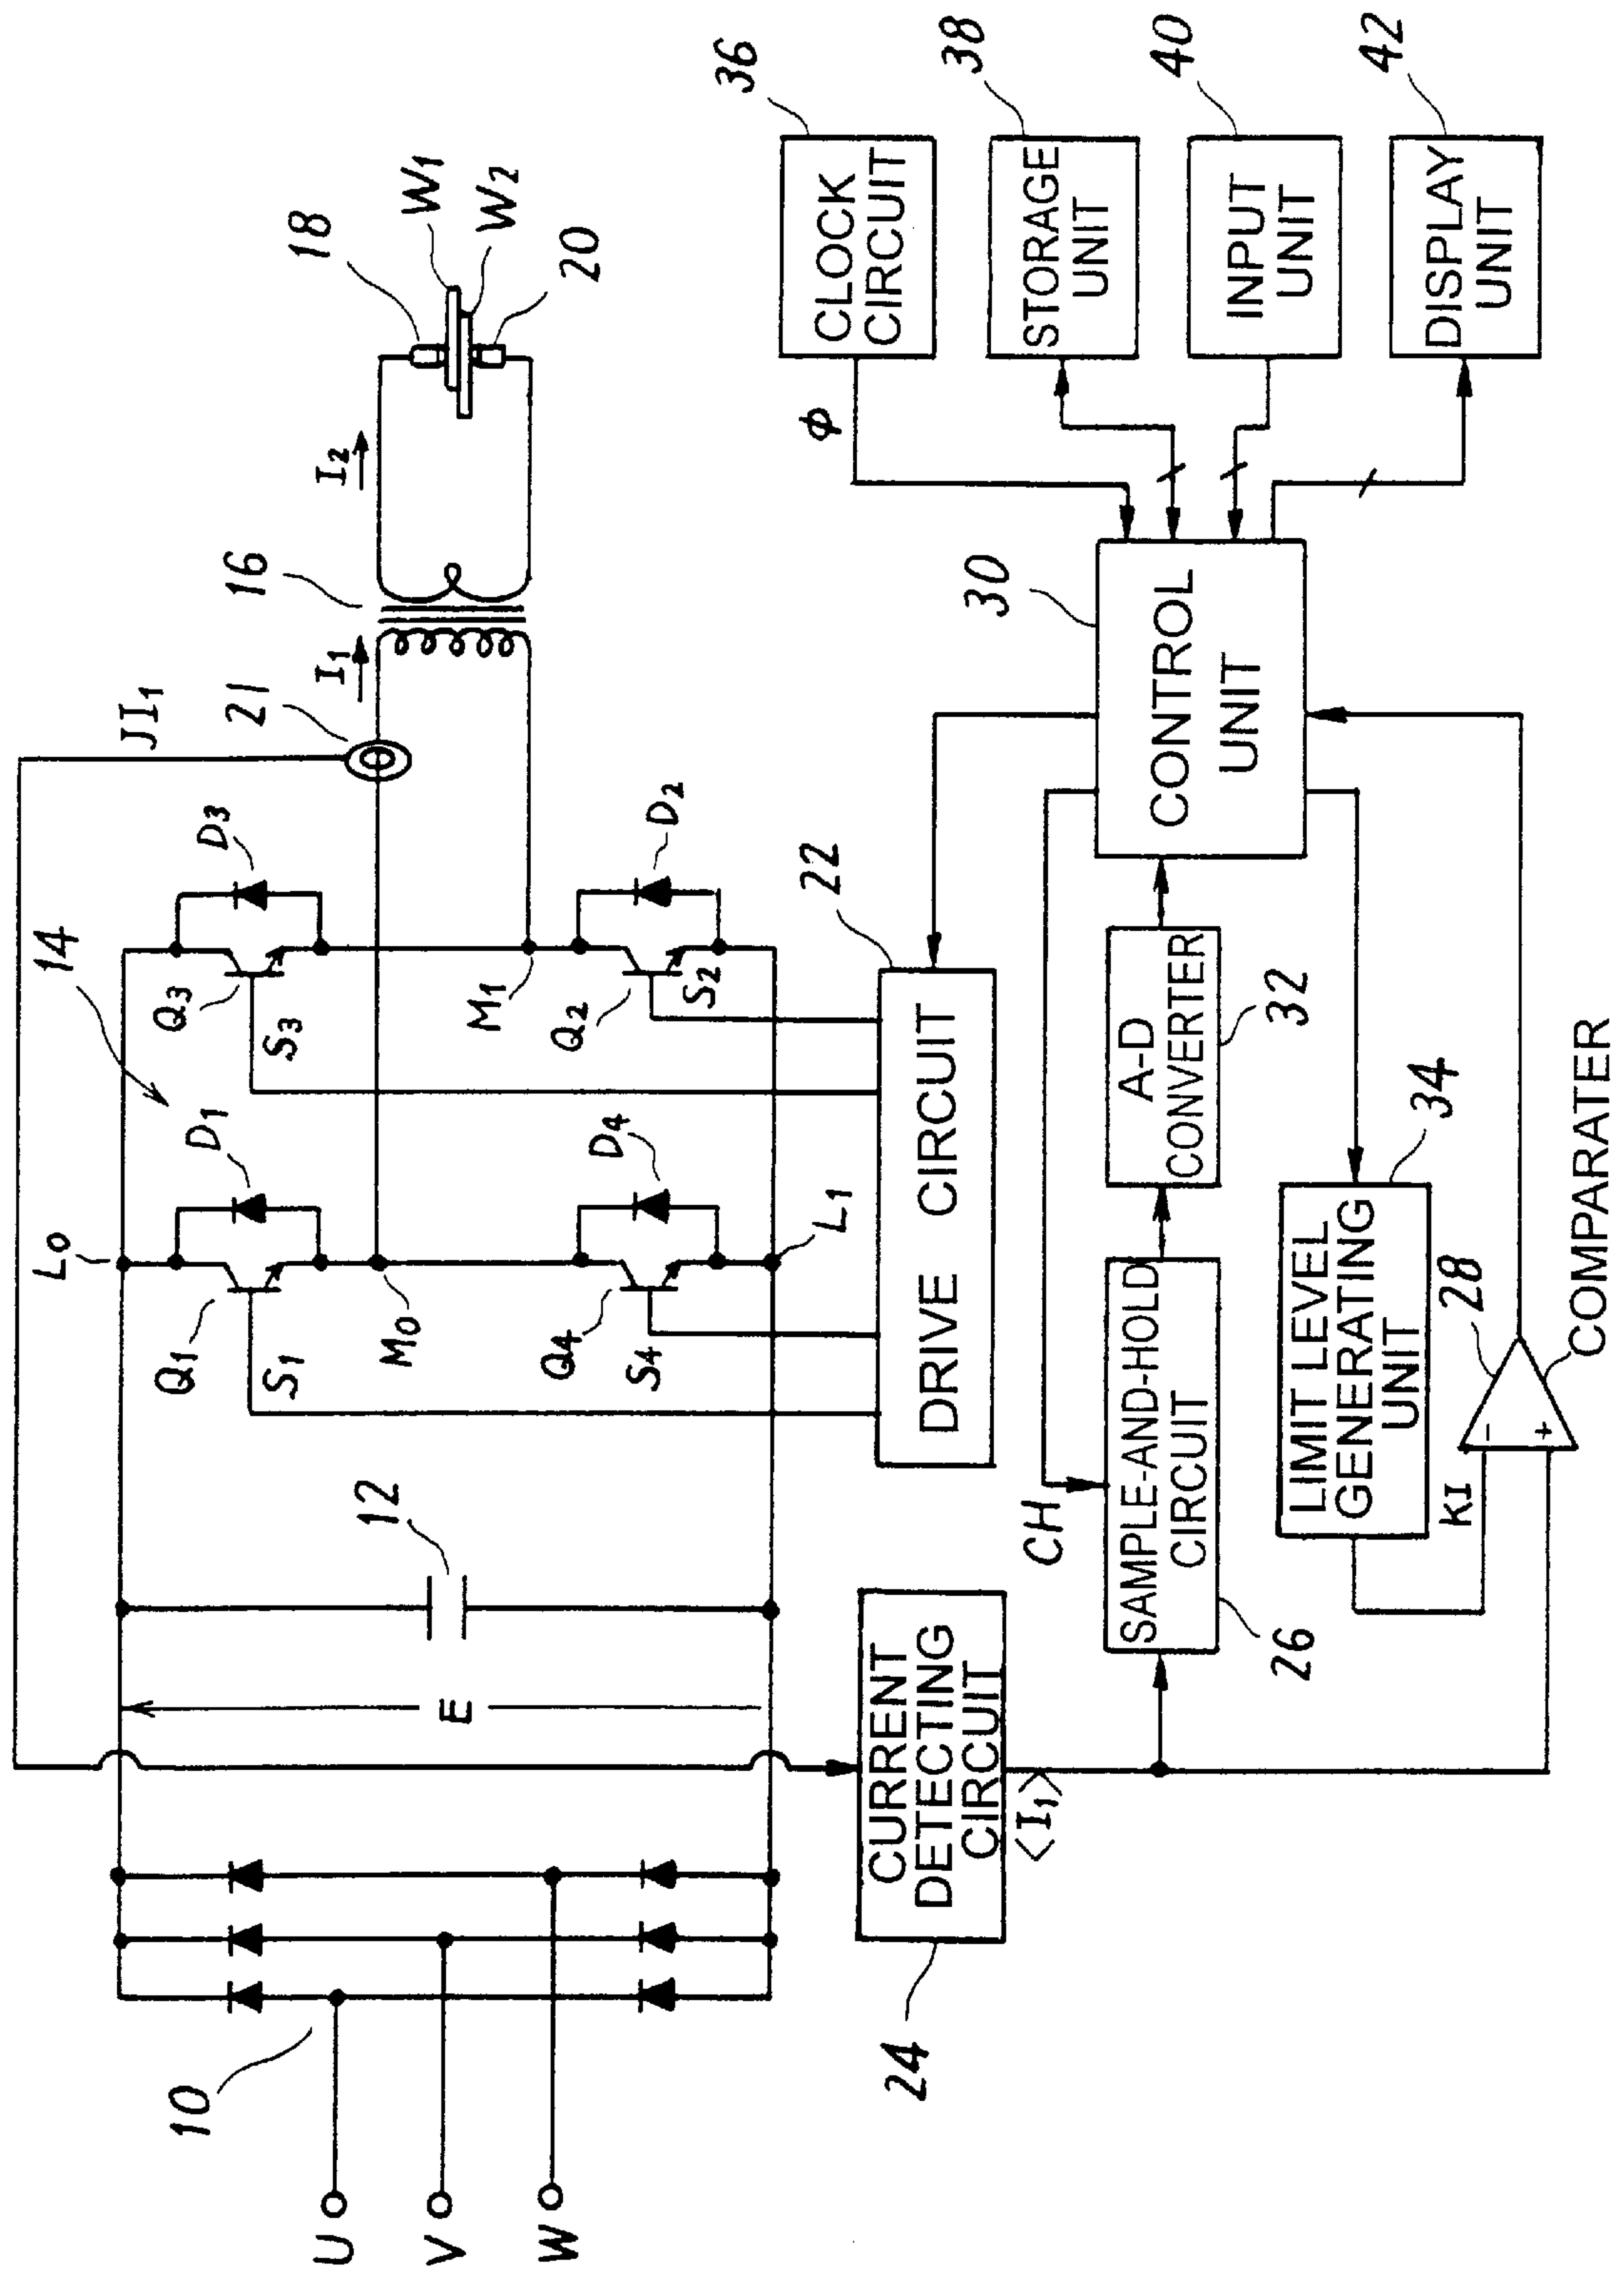 U
V
W
10
E
12
L0
14
Q1
D1
S1
M0
Q4
D4
S4
L1
Q3
D3
S3
M1
Q2
D2
S2
JI1
21
I1
16
I2
18
W1
W2
20
24
CURRENT
DETECTING
CIRCUIT
<I1>
22
DRIVE CIRCUIT
CH
SAMPLE-AND-HOLD
CIRCUIT
26
A-D
CONVERTER
32
LIMIT LEVEL
GENERATING
UNIT
34
KI
-
+
28
COMPARATER
30
CONTROL
UNIT
Φ
CLOCK
CIRCUIT
36
STORAGE
UNIT
38
INPUT
UNIT
40
DISPLAY
UNIT
42